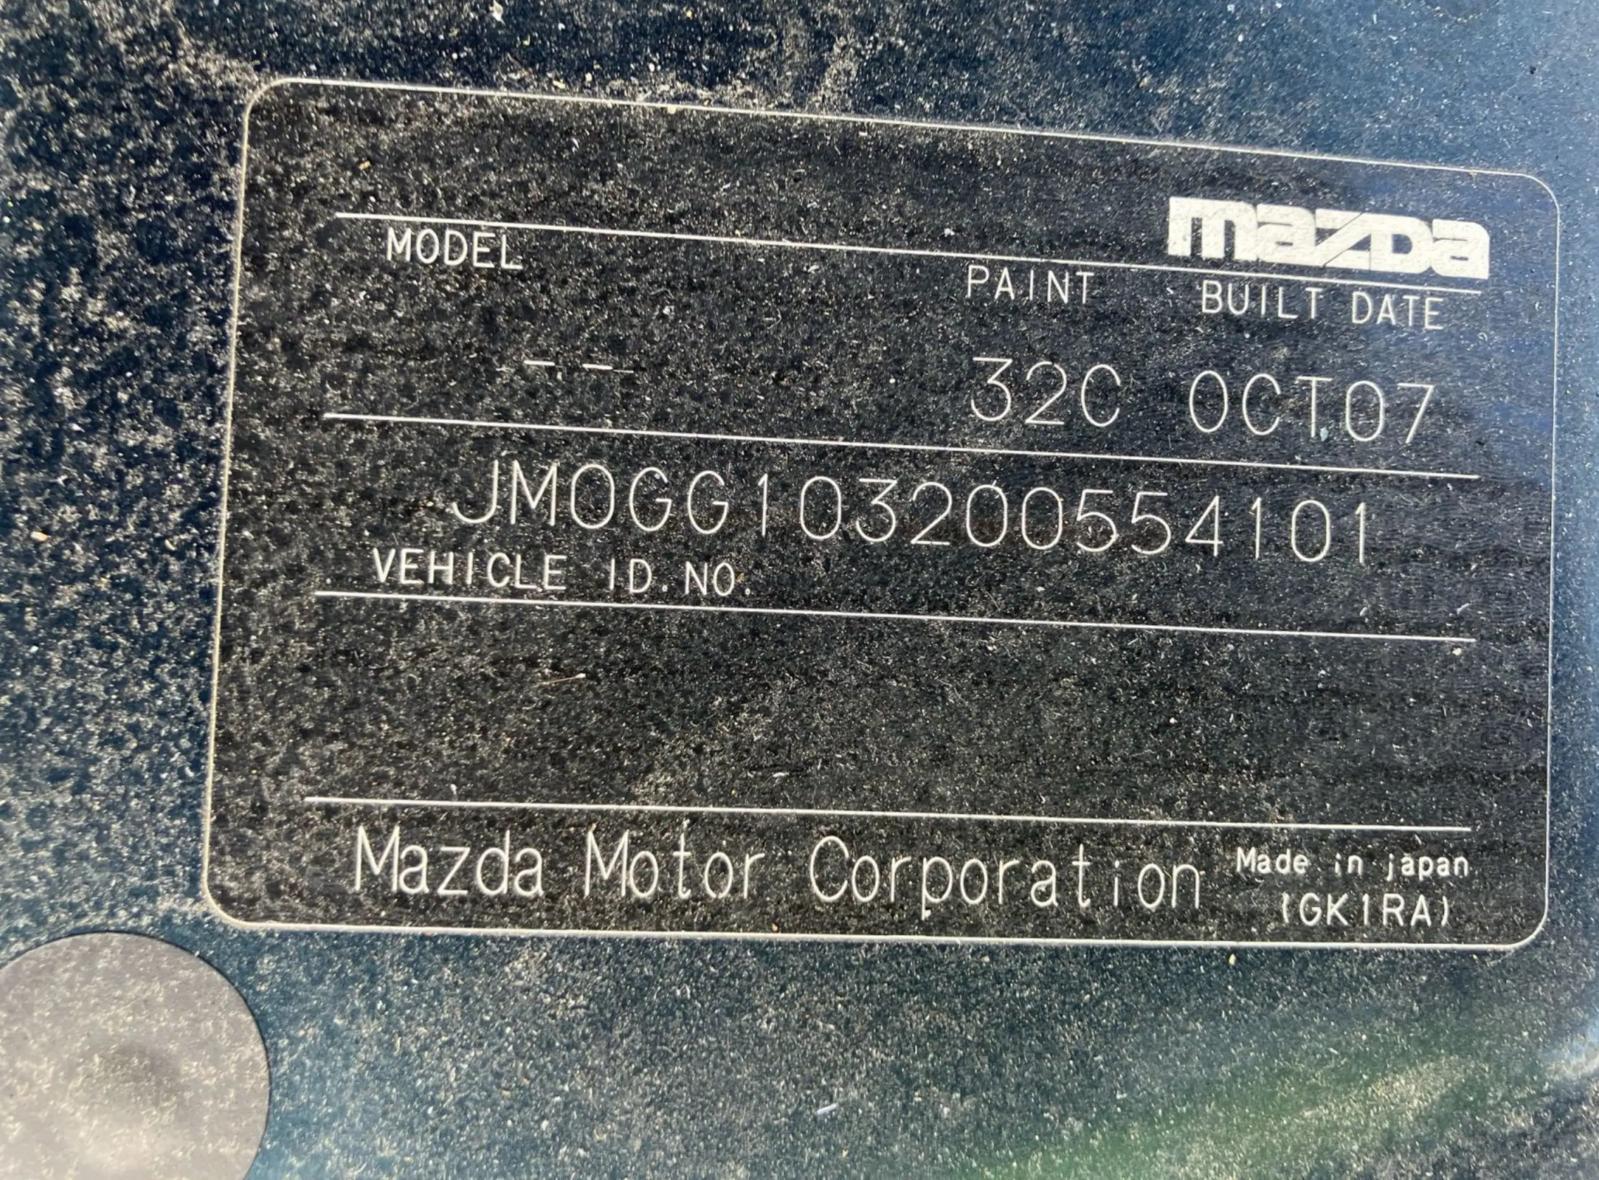 mazda
MODEL PAINT BUILT DATE
-- 32C OCT07
JM0GG103200554101
VEHICLE ID.NO.
Mazda Motor Corporation Made in japan
(GK1RA)